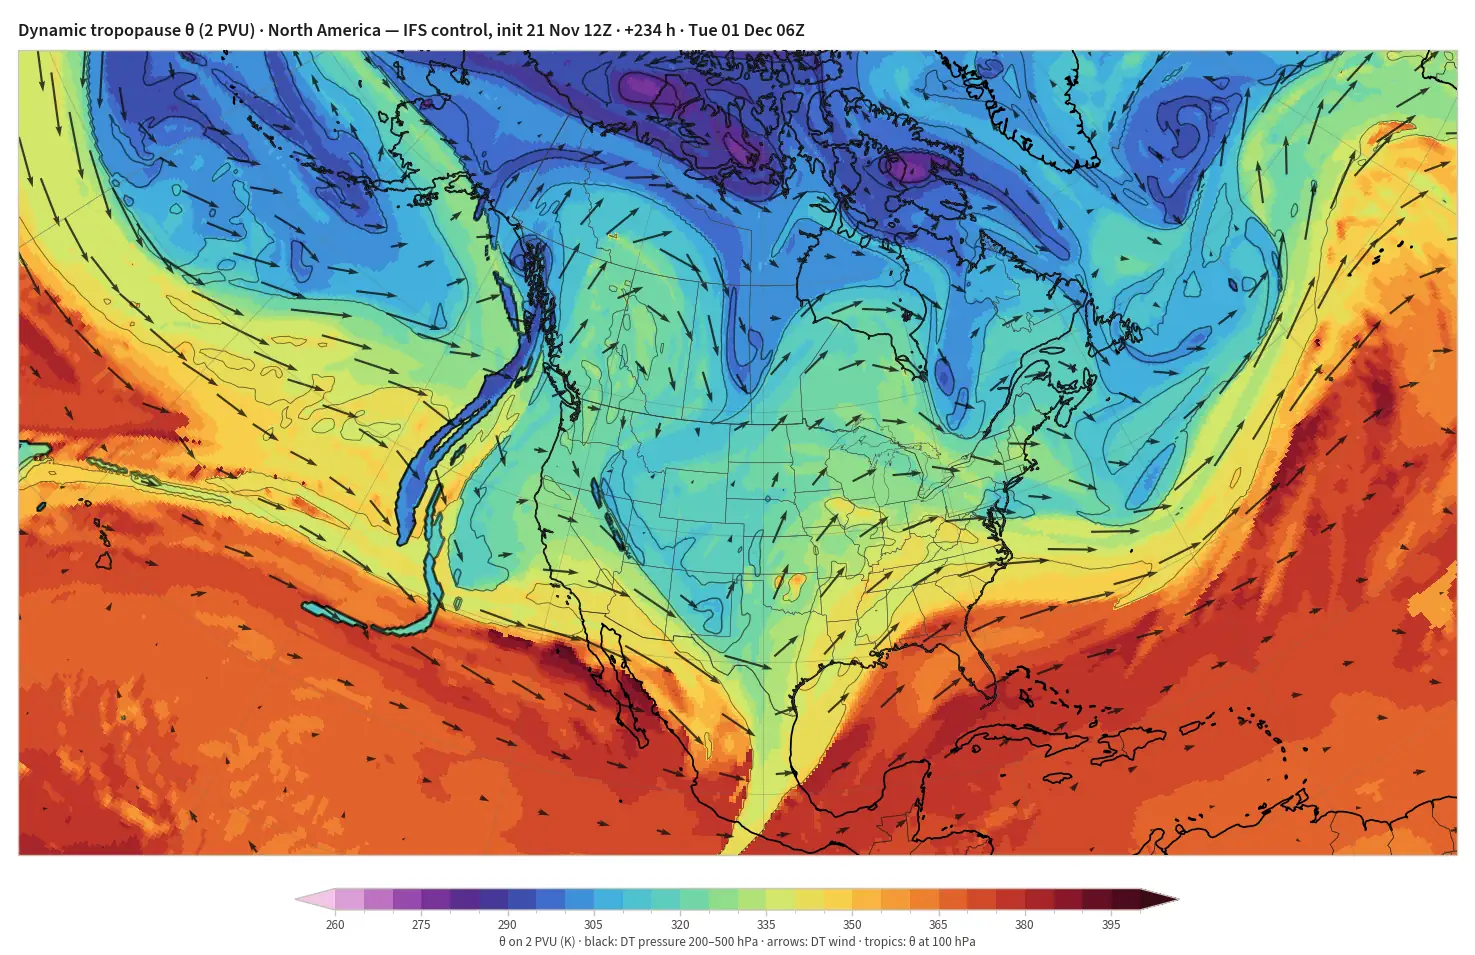 Dynamic tropopause θ (2 PVU) · North America — IFS control, init 21 Nov 12Z · +234 h · Tue 01 Dec 06Z
260 275 290 305 320 335 350 365 380 395
θ on 2 PVU (K) · black: DT pressure 200–500 hPa · arrows: DT wind · tropics: θ at 100 hPa